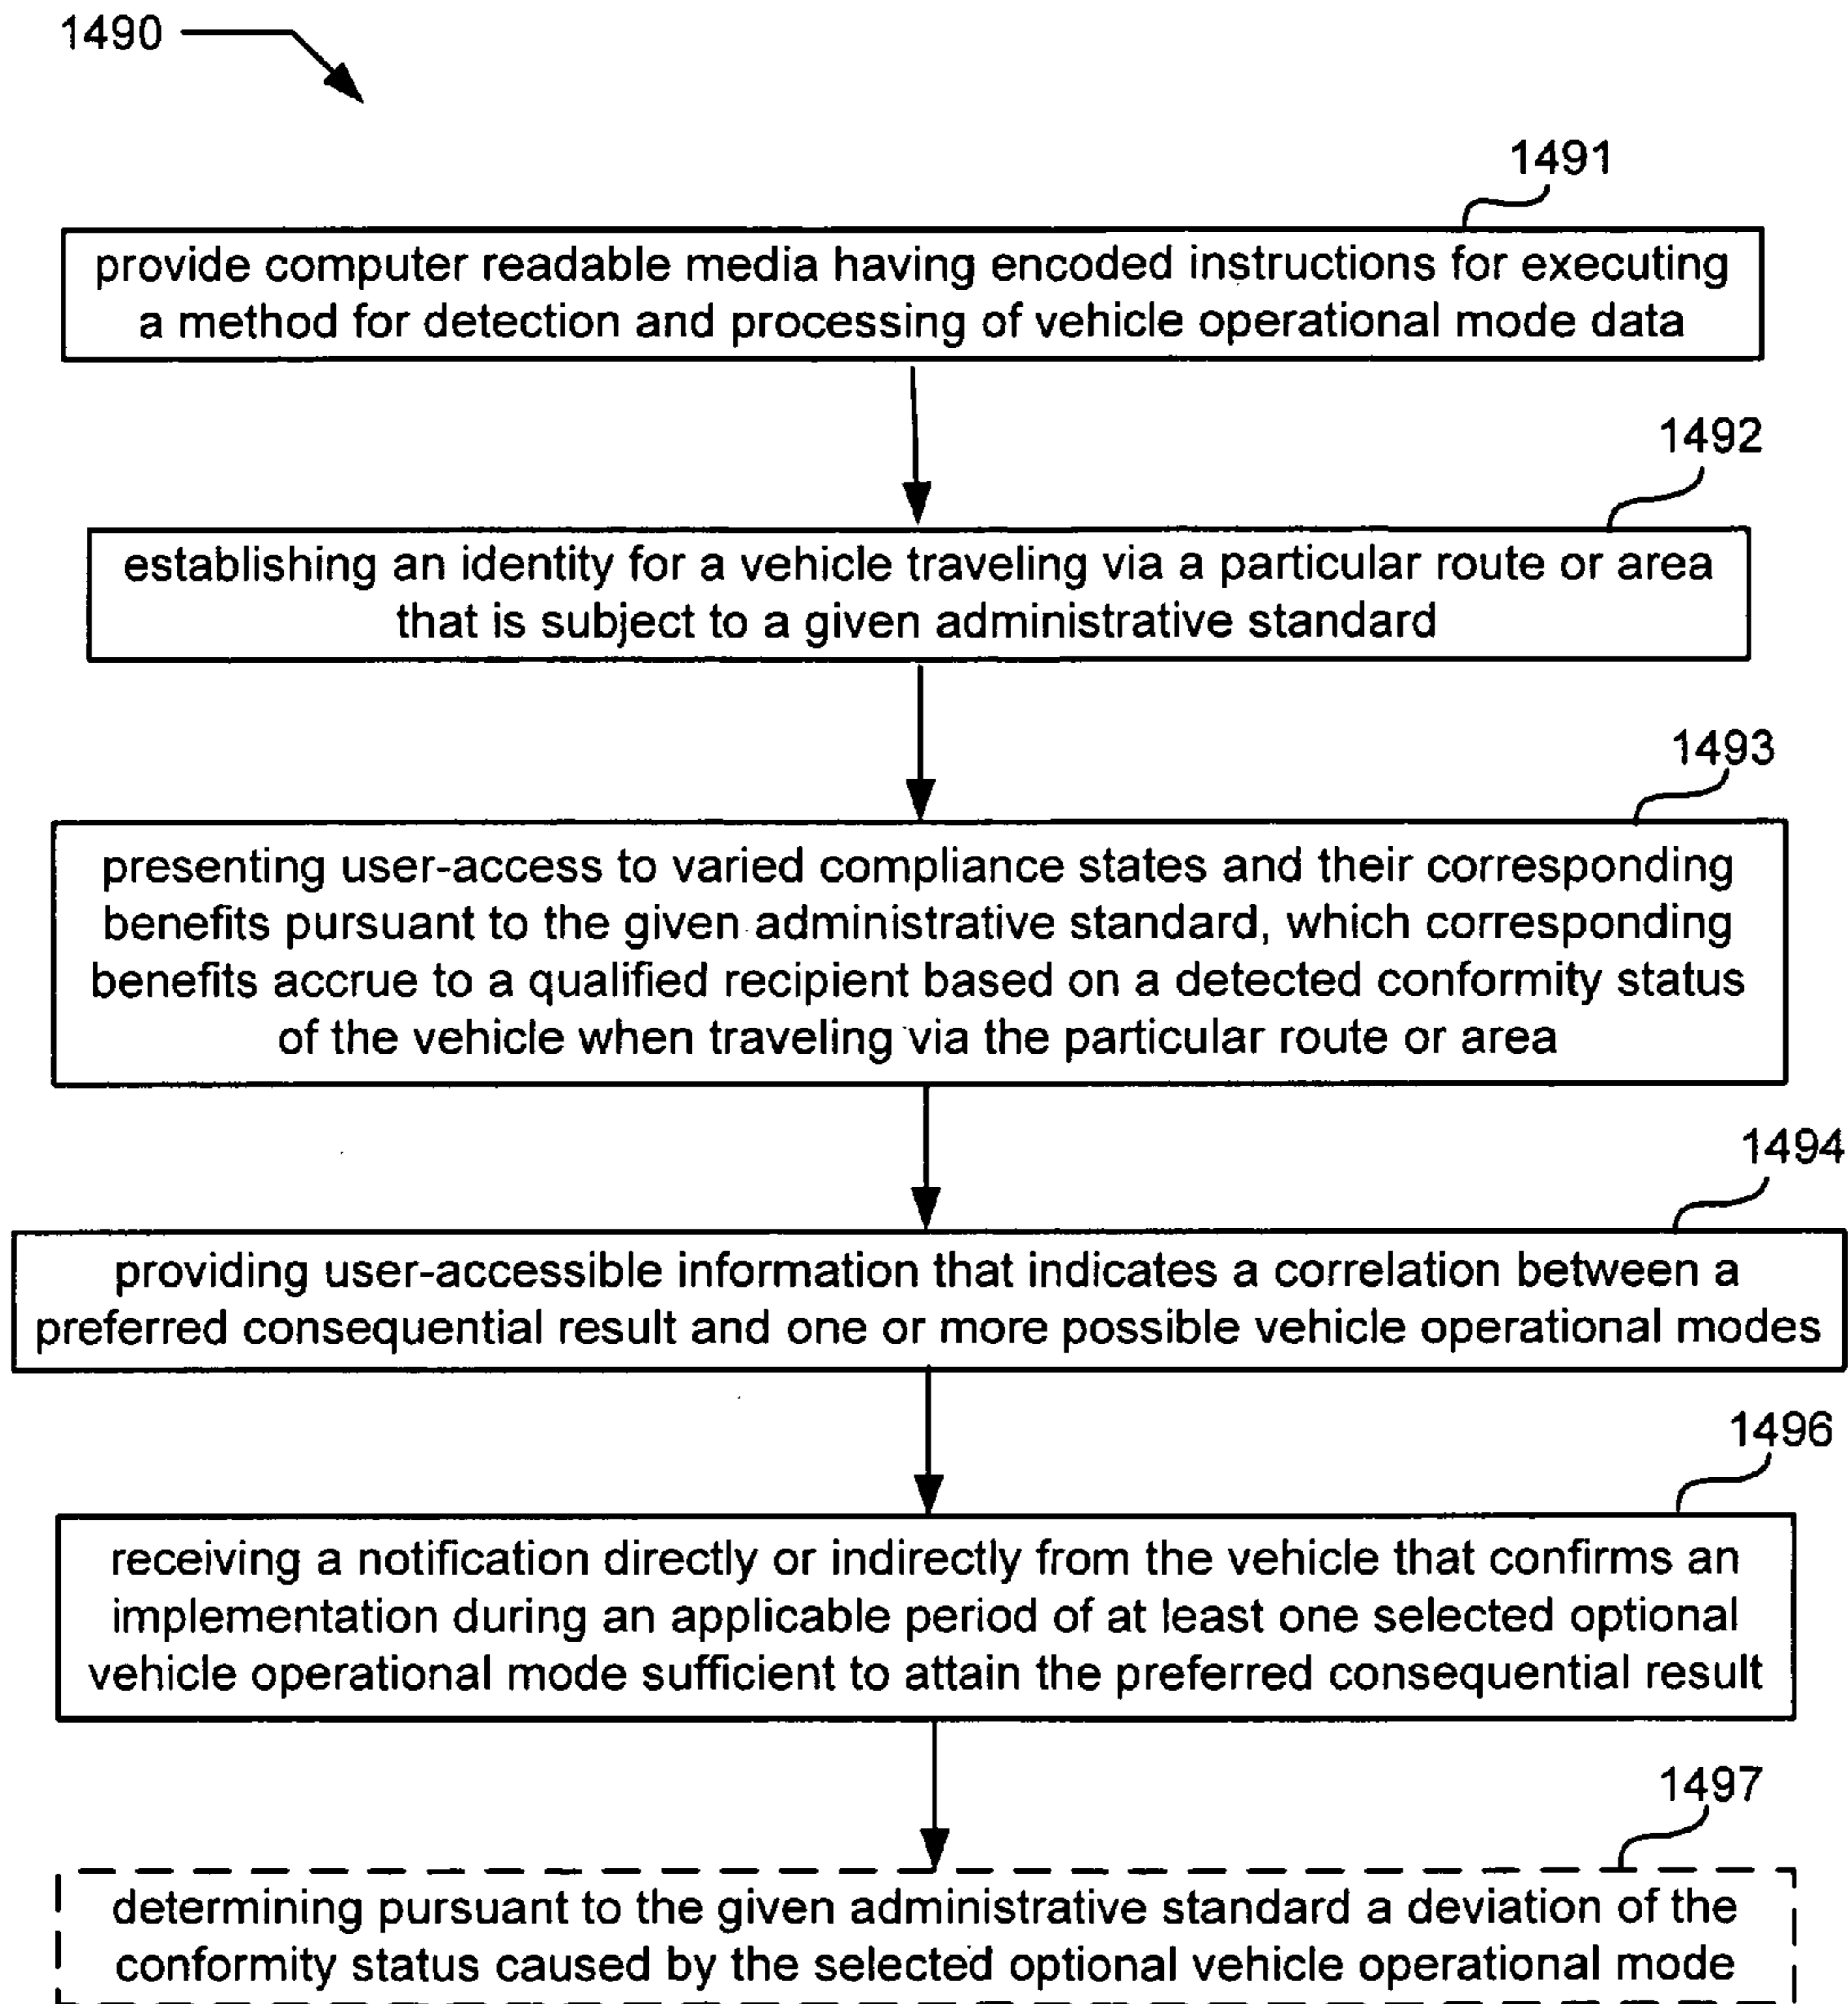 1490
1491
provide computer readable media having encoded instructions for executing
a method for detection and processing of vehicle operational mode data
1492
establishing an identity for a vehicle traveling via a particular route or area
that is subject to a given administrative standard
1493
presenting user-access to varied compliance states and their corresponding
benefits pursuant to the given administrative standard, which corresponding
benefits accrue to a qualified recipient based on a detected conformity status
of the vehicle when traveling via the particular route or area
1494
providing user-accessible information that indicates a correlation between a
preferred consequential result and one or more possible vehicle operational modes
1496
receiving a notification directly or indirectly from the vehicle that confirms an
implementation during an applicable period of at least one selected optional
vehicle operational mode sufficient to attain the preferred consequential result
1497
determining pursuant to the given administrative standard a deviation of the
conformity status caused by the selected optional vehicle operational mode